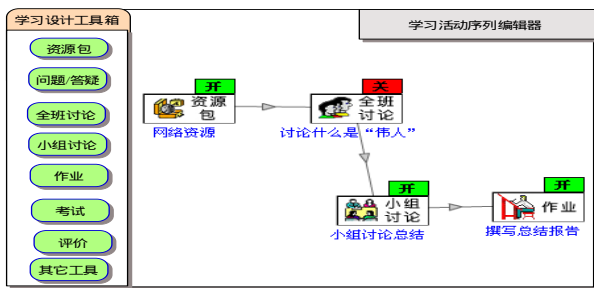 学习设计工具箱
资源包
问题/答疑
全班讨论
小组讨论
作业
考试
评价
其它工具
学习活动序列编辑器
开
资源
包
网络资源
关
全班
讨论
讨论什么是“伟人”
开
小组
讨论
小组讨论总结
开
作业
撰写总结报告